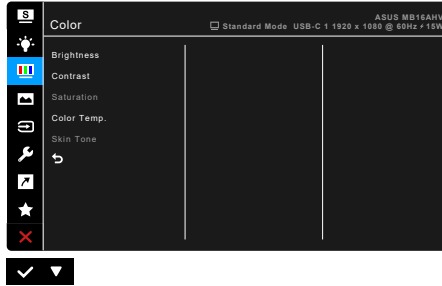 S
Color
ASUS MB16AHV
Standard Mode USB-C 1 1920 x 1080 @ 60Hz ⚡15W
Brightness
Contrast
Saturation
Color Temp.
Skin Tone